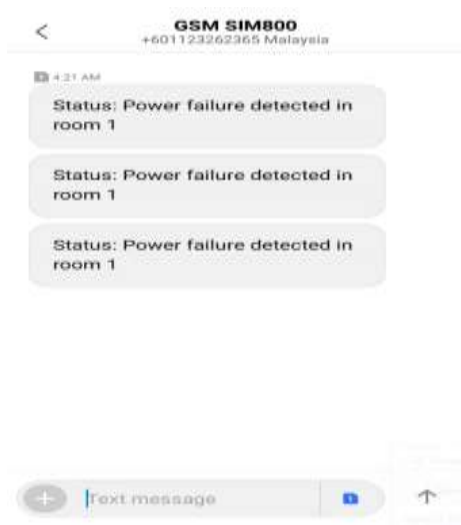 GSM SIM800
+601123262365 Malaysia
4:21 AM
Status: Power failure detected in
room 1
Status: Power failure detected in
room 1
Status: Power failure detected in
room 1
Text message